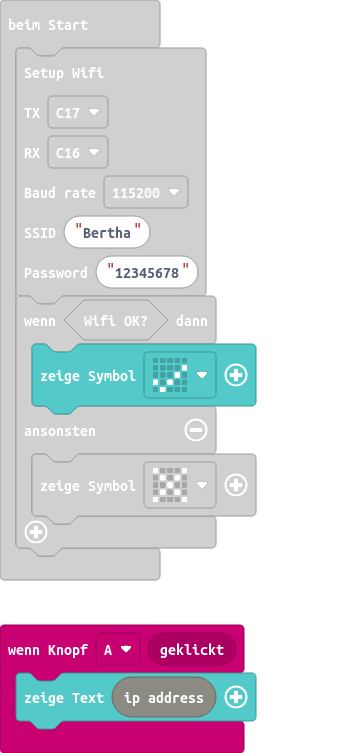 beim Start
Setup Wifi
TX C17
RX C16
Baud rate 115200
SSID "Bertha"
Password "12345678"
wenn Wifi OK? dann
zeige Symbol
ansonsten
zeige Symbol
wenn Knopf A geklickt
zeige Text ip address